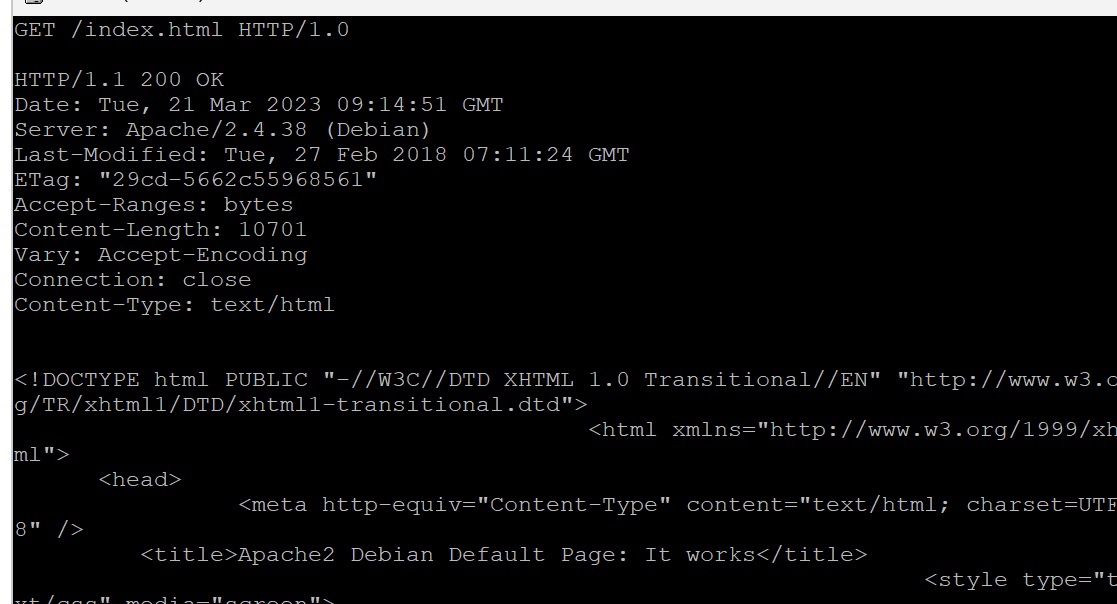 GET /index.html HTTP/1.0
HTTP/1.1 200 OK
Date: Tue, 21 Mar 2023 09:14:51 GMT
Server: Apache/2.4.38 (Debian)
Last-Modified: Tue, 27 Feb 2018 07:11:24 GMT
ETag: "29cd-5662c55968561"
Accept-Ranges: bytes
Content-Length: 10701
Vary: Accept-Encoding
Connection: close
Content-Type: text/html
<!DOCTYPE html PUBLIC "-//W3C//DTD XHTML 1.0 Transitional//EN" "http://www.w3.o
g/TR/xhtml1/DTD/xhtml1-transitional.dtd">
<html xmlns="http://www.w3.org/1999/xh
ml">
<head>
<meta http-equiv="Content-Type" content="text/html; charset=UTF
8" />
<title>Apache2 Debian Default Page: It works</title>
<style type="t
xt/css" media="screen">